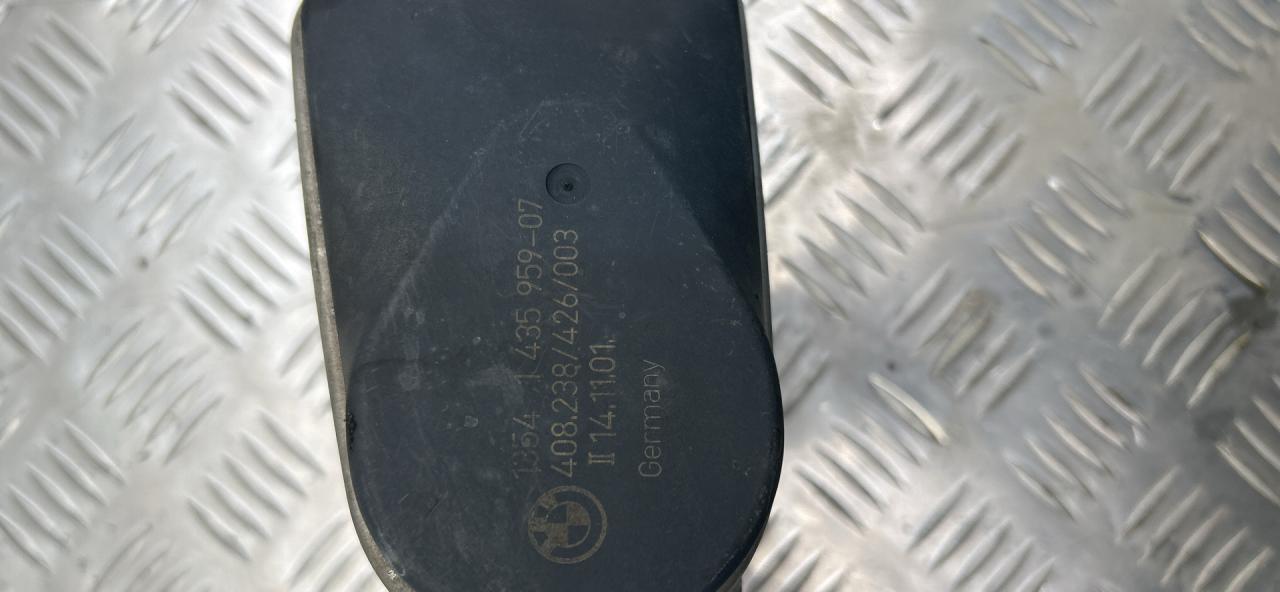 1354 1 435 959-07
408.238/426/003
II 14.11.01.
Germany